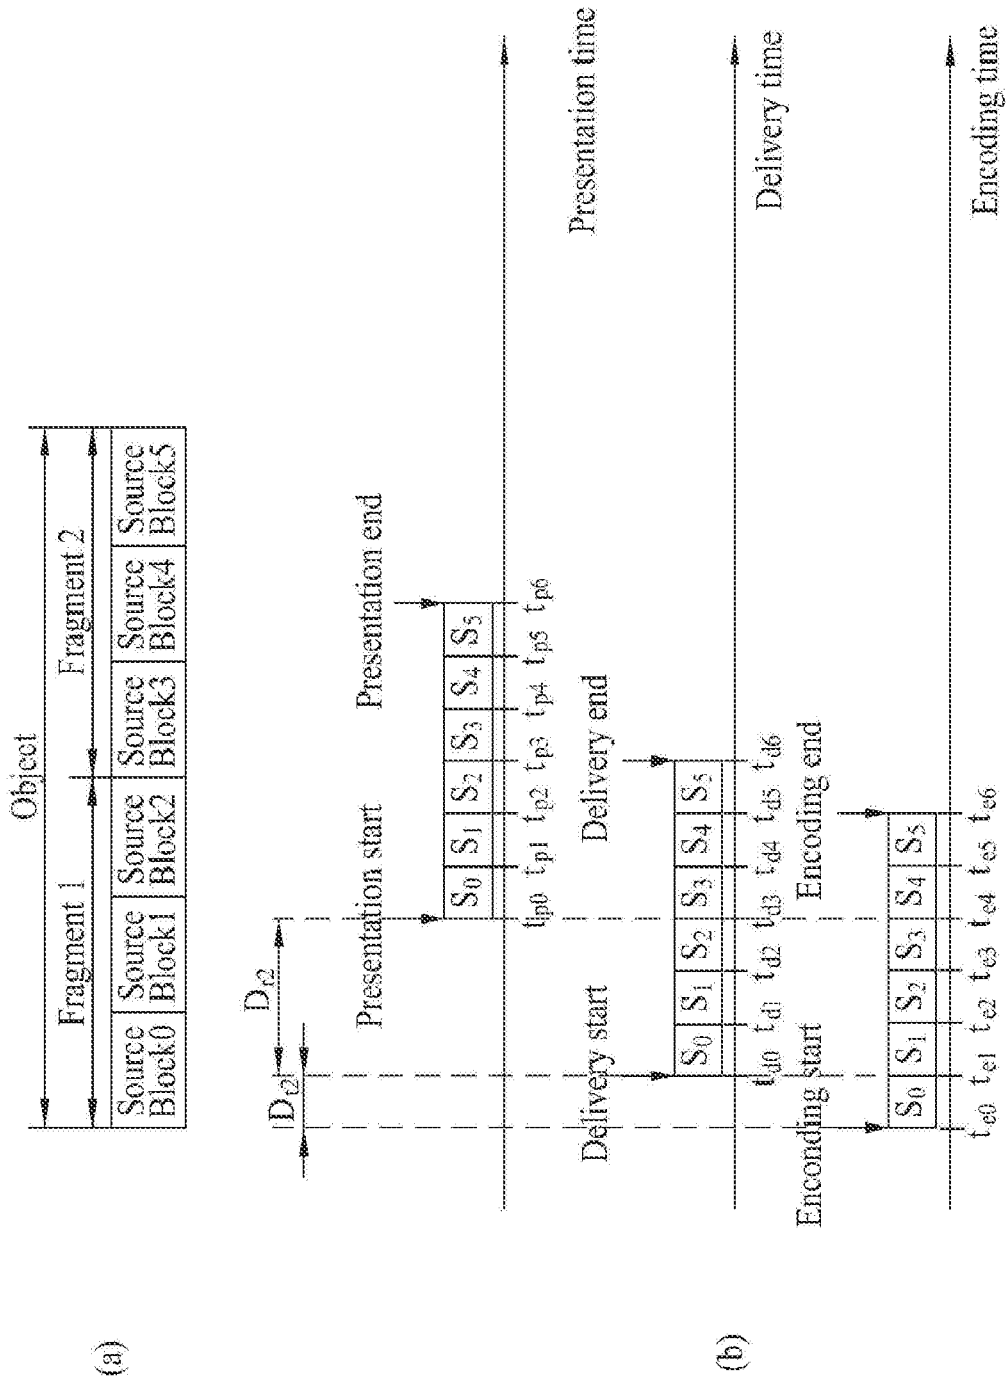 (a)
Object
Fragment 1 Fragment 2
Source Block0 Source Block1 Source Block2 Source Block3 Source Block4 Source Block5
D_t2 D_t2
Presentation start Presentation end
S0 S1 S2 S3 S4 S5
t_p0 t_p1 t_p2 t_p3 t_p4 t_p5 t_p6
Presentation time
(b)
Delivery start Delivery end
S0 S1 S2 S3 S4 S5
t_d0 t_d1 t_d2 t_d3 t_d4 t_d5 t_d6
Delivery time
Enconding start Encoding end
S0 S1 S2 S3 S4 S5
t_e0 t_e1 t_e2 t_e3 t_e4 t_e5 t_e6
Encoding time